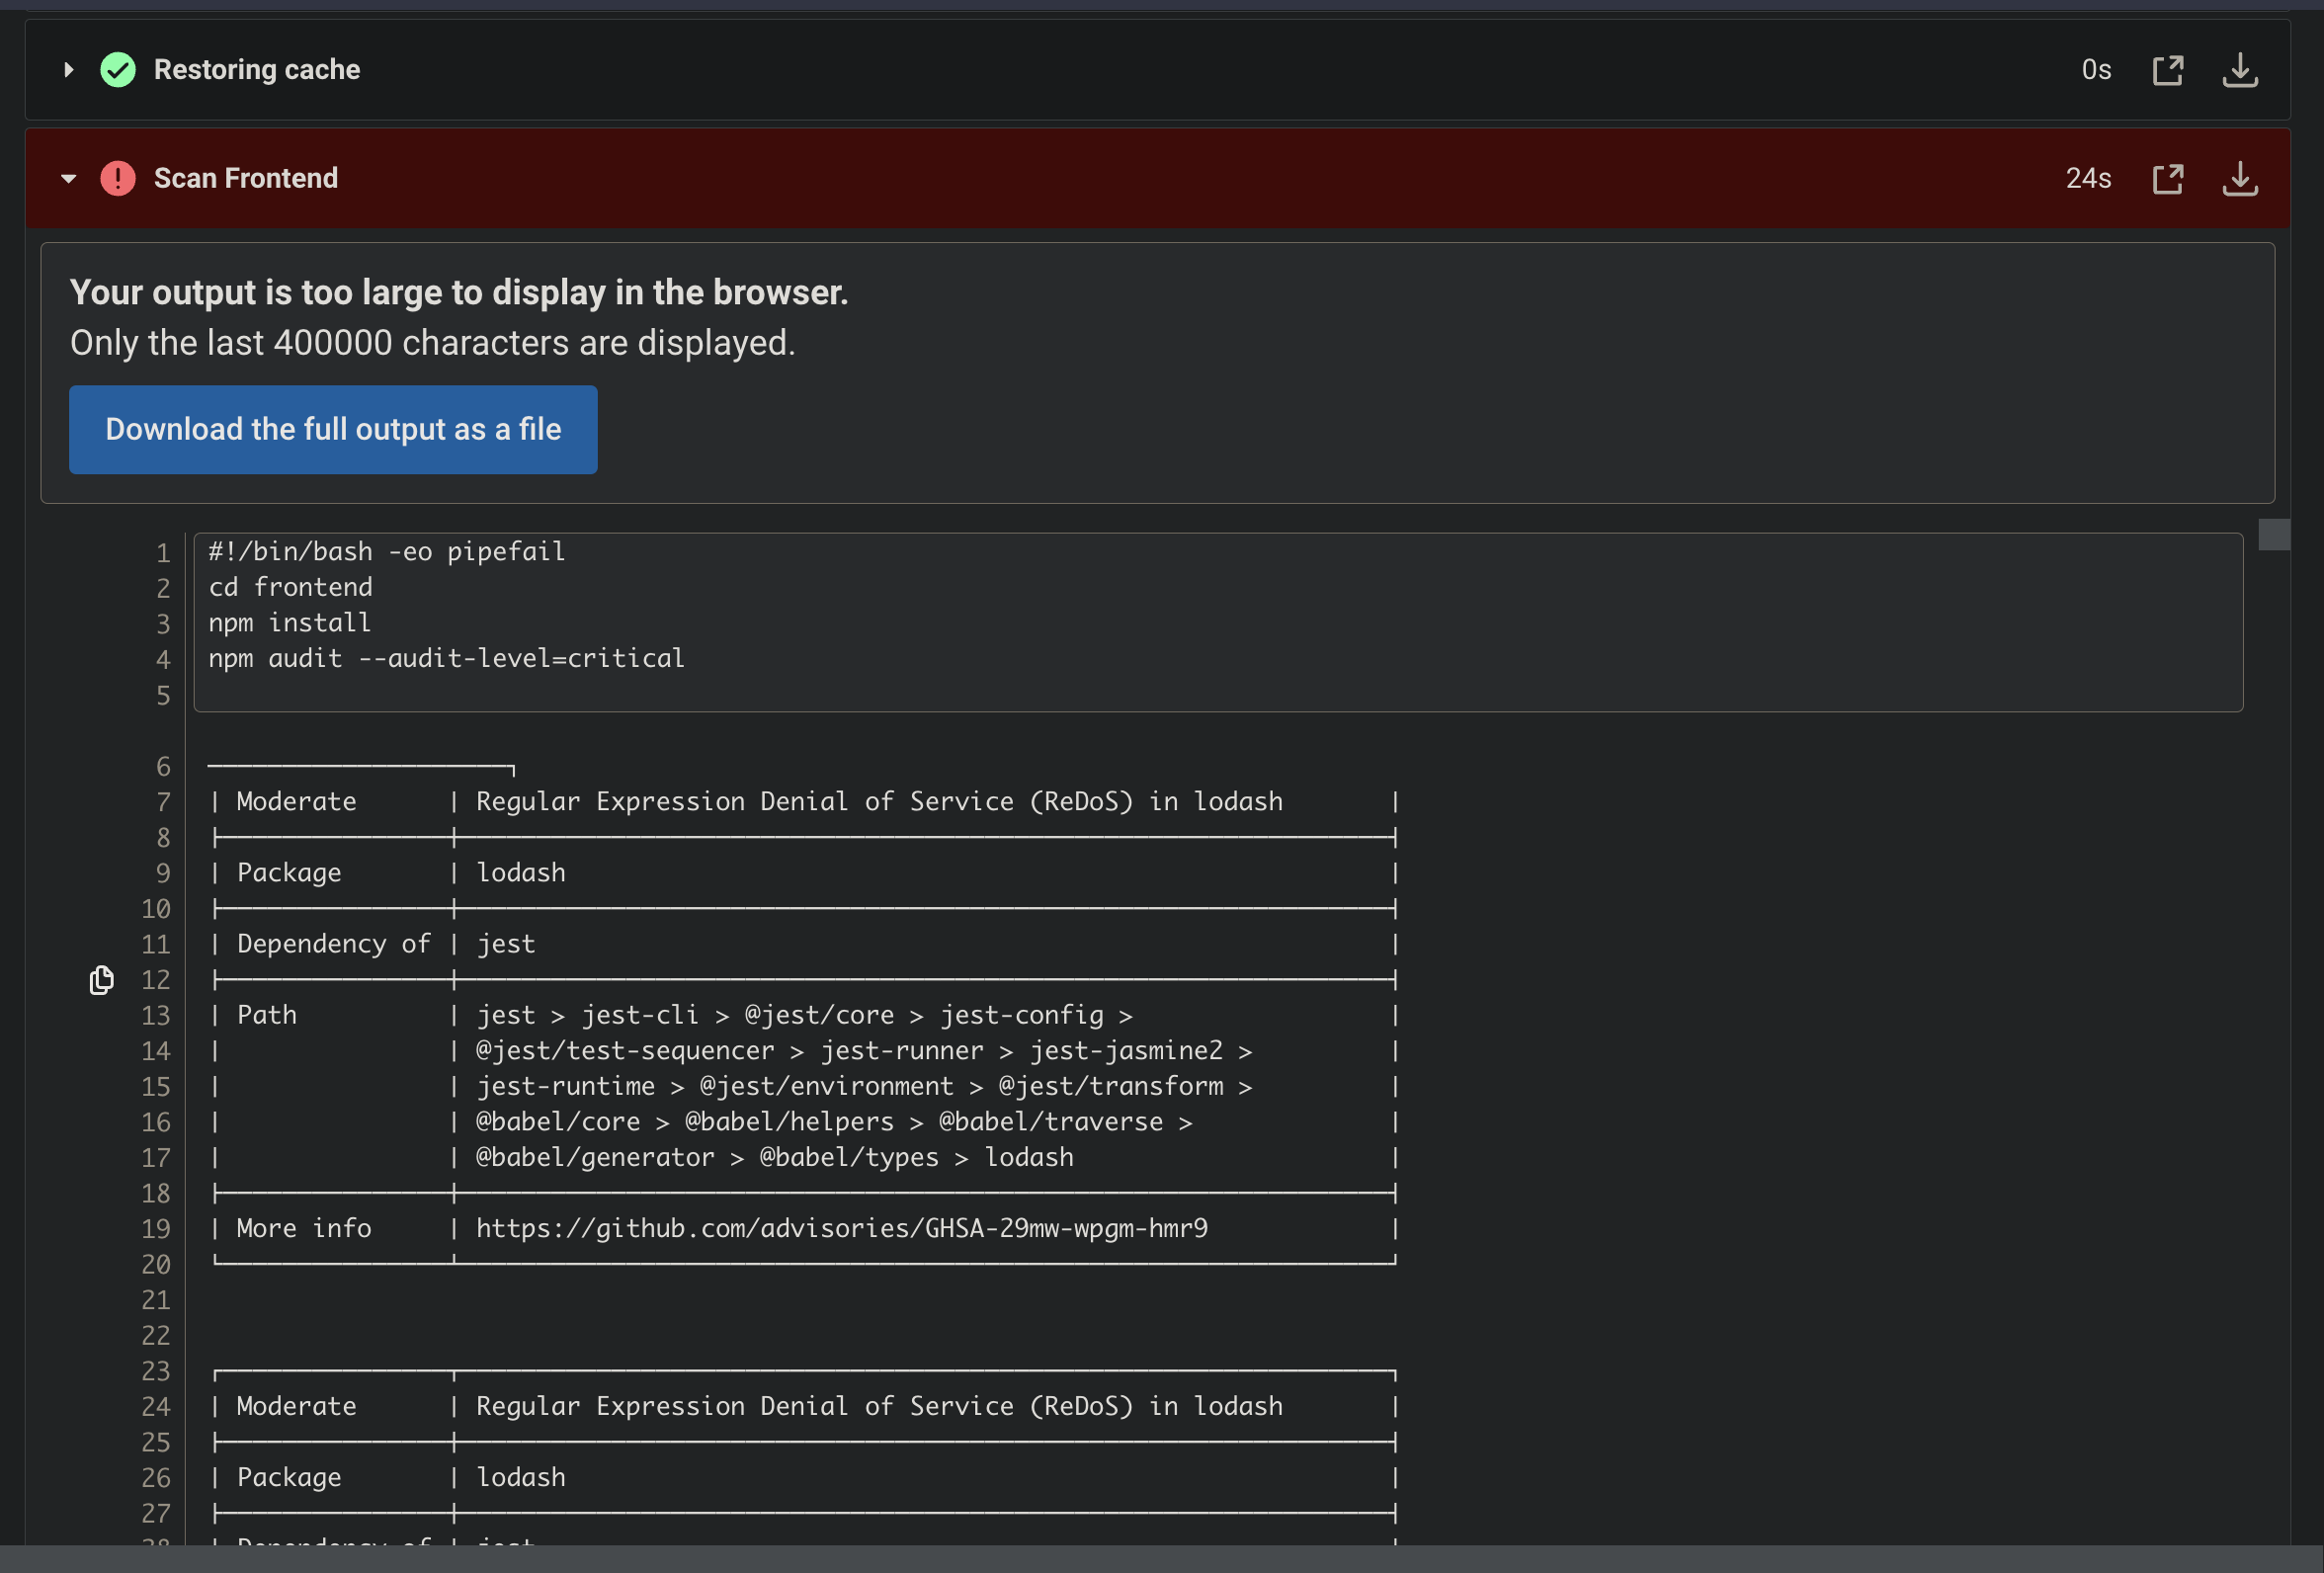 Restoring cache 0s
Scan Frontend 24s
Your output is too large to display in the browser.
Only the last 400000 characters are displayed.
Download the full output as a file
1 #!/bin/bash -eo pipefail
2 cd frontend
3 npm install
4 npm audit --audit-level=critical
5
6
7 | Moderate | Regular Expression Denial of Service (ReDoS) in lodash |
8
9 | Package | lodash |
10
11 | Dependency of | jest |
12
13 | Path | jest > jest-cli > @jest/core > jest-config > |
14 | | @jest/test-sequencer > jest-runner > jest-jasmine2 > |
15 | | jest-runtime > @jest/environment > @jest/transform > |
16 | | @babel/core > @babel/helpers > @babel/traverse > |
17 | | @babel/generator > @babel/types > lodash |
18
19 | More info | https://github.com/advisories/GHSA-29mw-wpgm-hmr9 |
20
21
22
23
24 | Moderate | Regular Expression Denial of Service (ReDoS) in lodash |
25
26 | Package | lodash |
27
28 | Dependency of | jest |